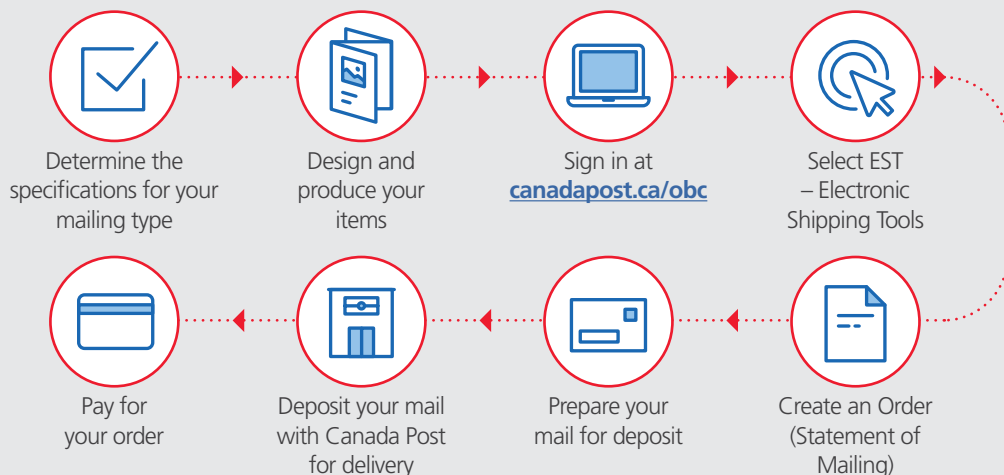 Determine the
specifications for your
mailing type
Design and
produce your
items
Sign in at
canadapost.ca/obc
Select EST
– Electronic
Shipping Tools
Create an Order
(Statement of
Mailing)
Prepare your
mail for deposit
Deposit your mail
with Canada Post
for delivery
Pay for
your order